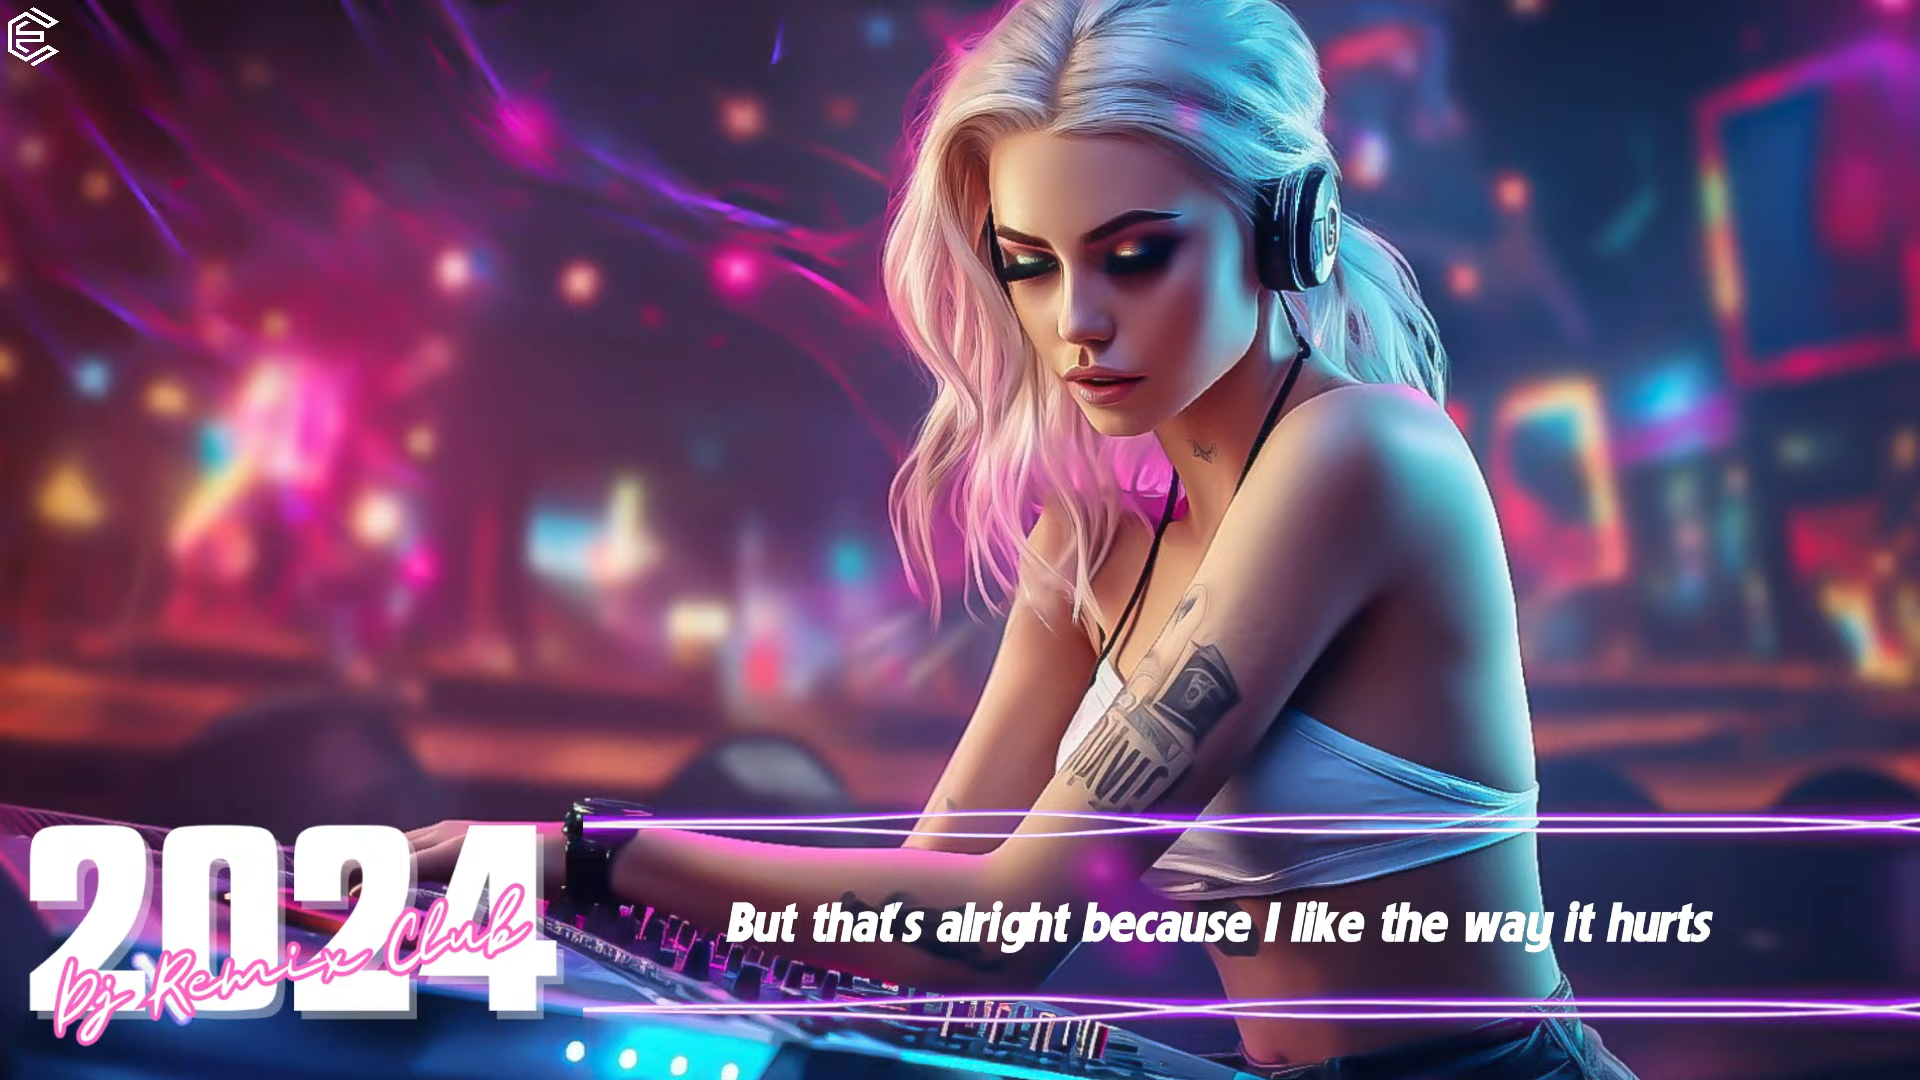 2024
Dj Remix Club
But that's alright because I like the way it hurts